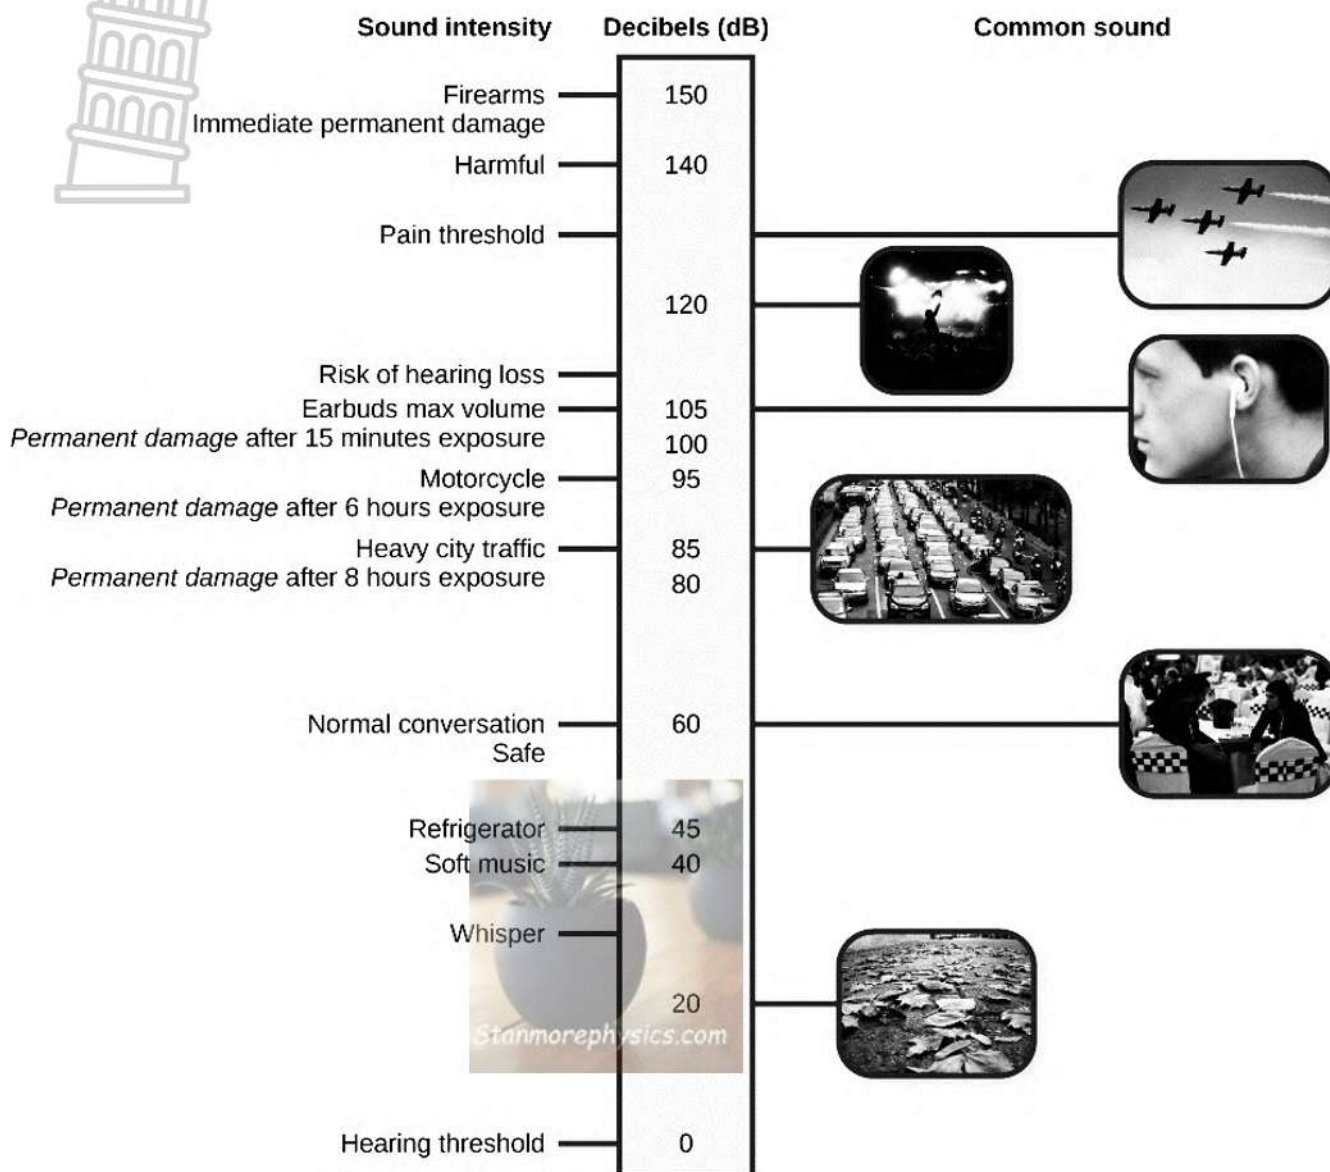 Sound intensity Decibels (dB) Common sound
Firearms 150
Immediate permanent damage
Harmful 140
Pain threshold
120
Risk of hearing loss
Earbuds max volume 105
Permanent damage after 15 minutes exposure 100
Motorcycle 95
Permanent damage after 6 hours exposure
Heavy city traffic 85
Permanent damage after 8 hours exposure 80
Normal conversation 60
Safe
Refrigerator 45
Soft music 40
Whisper
20
Stanmorephysics.com
Hearing threshold 0